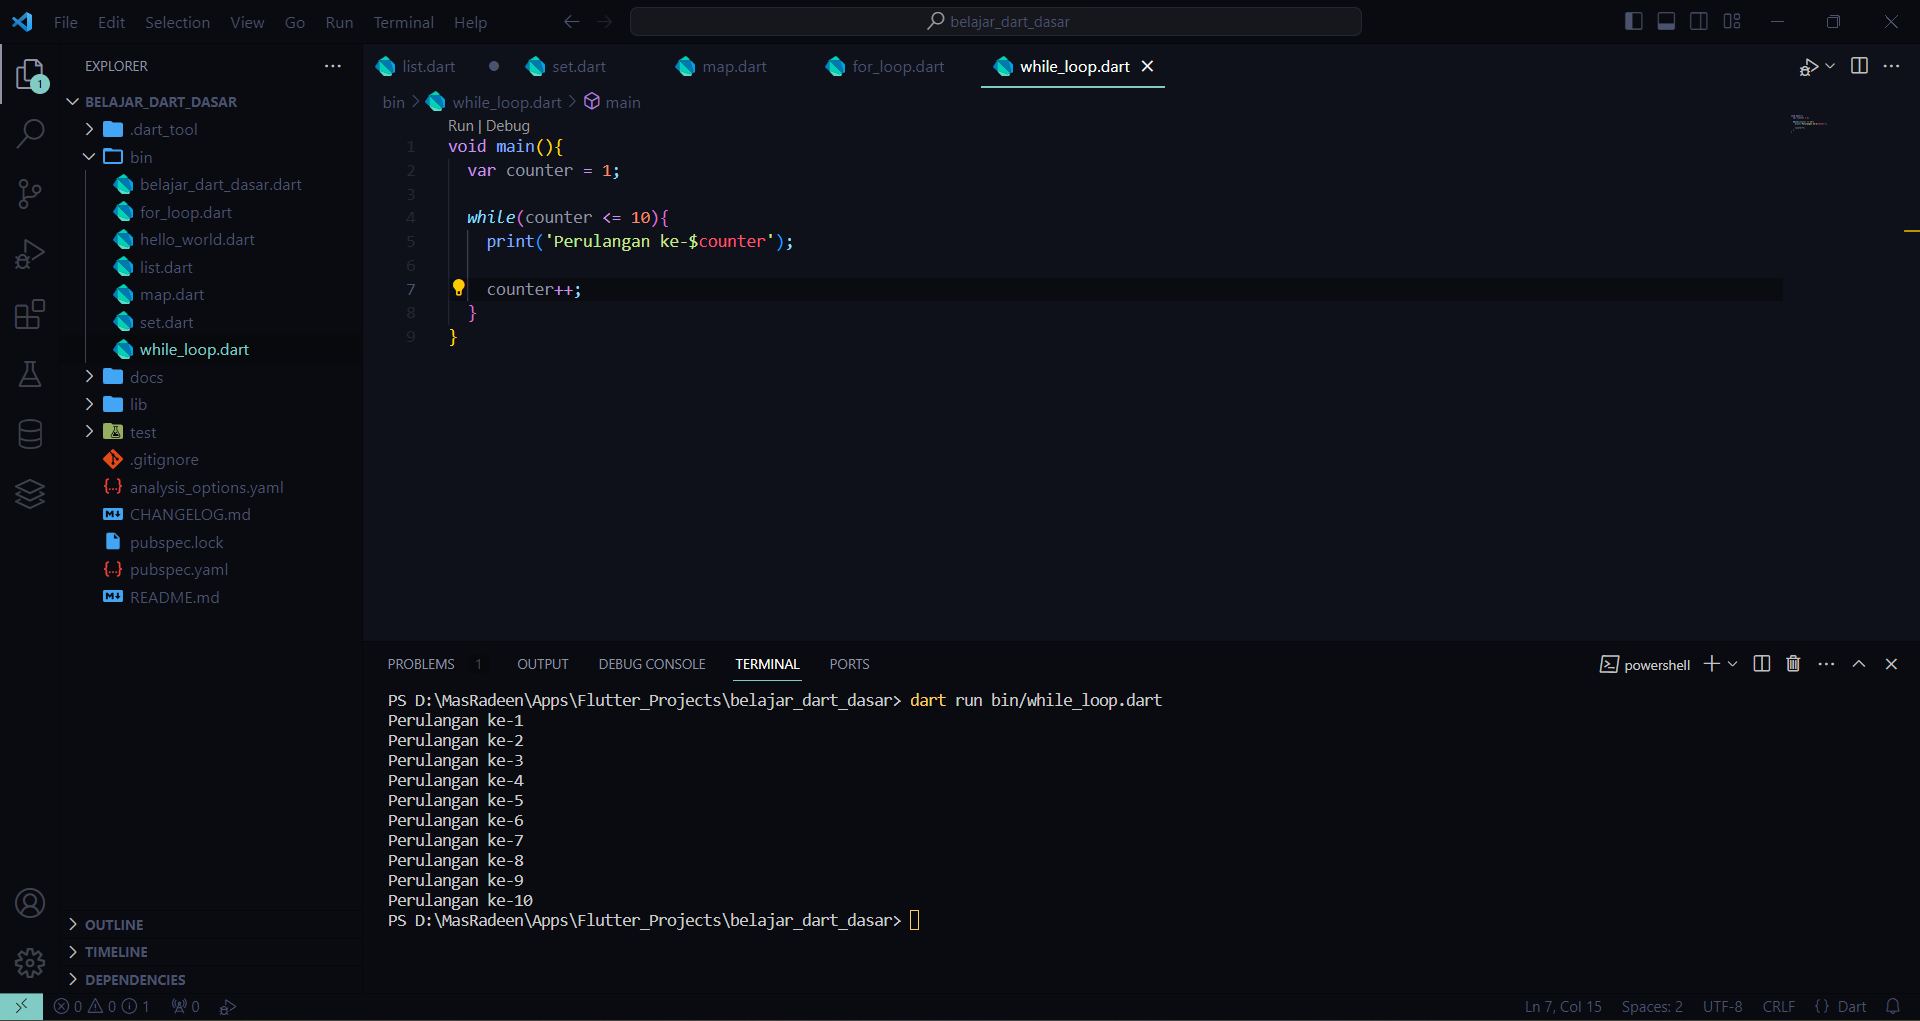 File Edit Selection View Go Run Terminal Help
belajar_dart_dasar
EXPLORER
1
BELAJAR_DART_DASAR
.dart_tool
bin
belajar_dart_dasar.dart
for_loop.dart
hello_world.dart
list.dart
map.dart
set.dart
while_loop.dart
docs
lib
test
.gitignore
analysis_options.yaml
CHANGELOG.md
pubspec.lock
pubspec.yaml
README.md
OUTLINE
TIMELINE
DEPENDENCIES
list.dart set.dart map.dart for_loop.dart while_loop.dart
bin > while_loop.dart > main
Run | Debug
1 void main(){
2 var counter = 1;
3
4 while(counter <= 10){
5 print('Perulangan ke-$counter');
6
7 counter++;
8 }
9 }
PROBLEMS 1 OUTPUT DEBUG CONSOLE TERMINAL PORTS
powershell
PS D:\MasRadeen\Apps\Flutter_Projects\belajar_dart_dasar> dart run bin/while_loop.dart
Perulangan ke-1
Perulangan ke-2
Perulangan ke-3
Perulangan ke-4
Perulangan ke-5
Perulangan ke-6
Perulangan ke-7
Perulangan ke-8
Perulangan ke-9
Perulangan ke-10
PS D:\MasRadeen\Apps\Flutter_Projects\belajar_dart_dasar>
0 0 1 0 Ln 7, Col 15 Spaces: 2 UTF-8 CRLF {} Dart